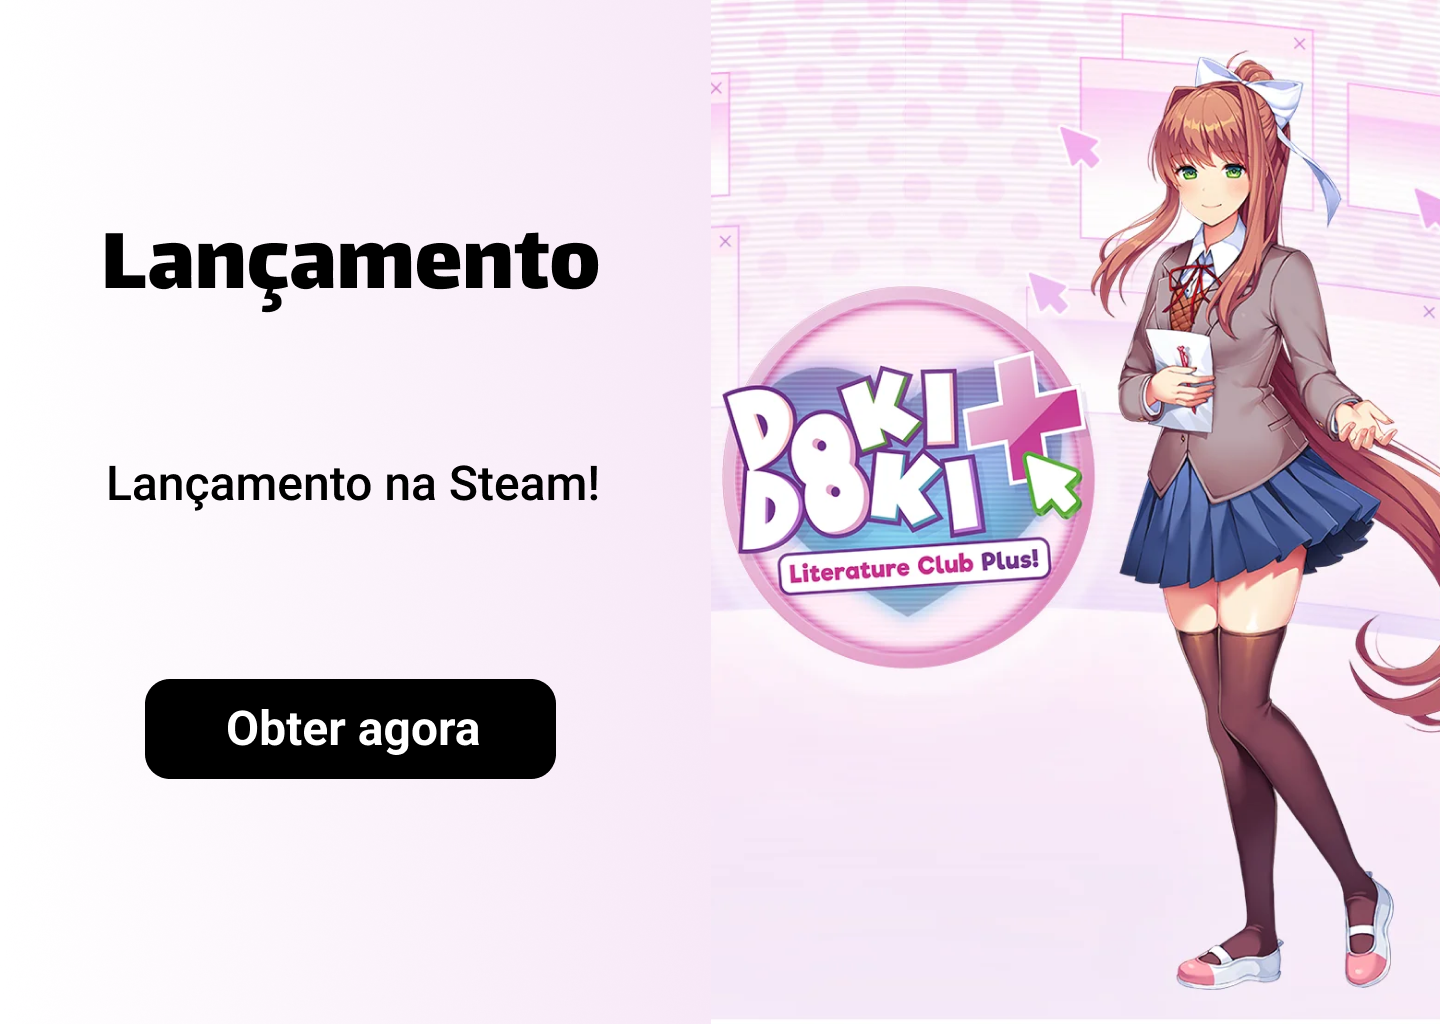 Lançamento
Lançamento na Steam!
Obter agora
DOKI
DOKI
Literature Club Plus!